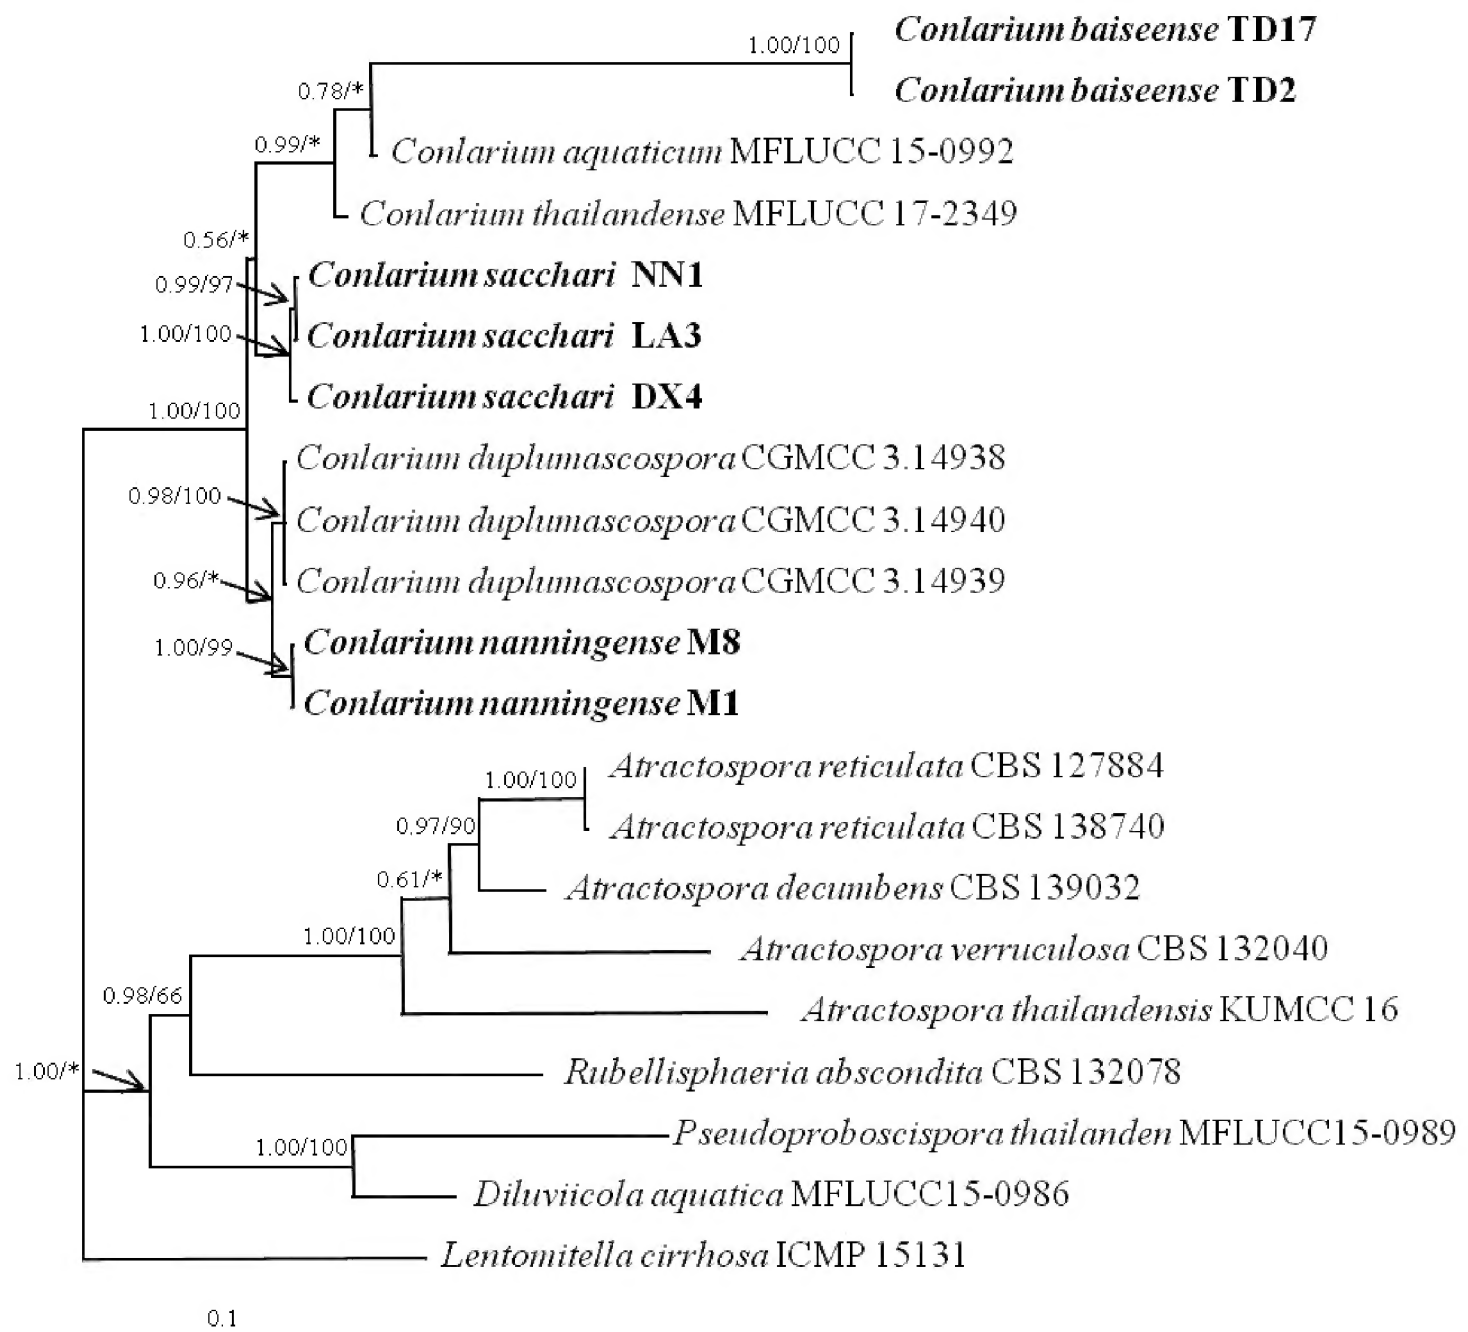 Conlarium baiseense TD17
1.00/100
Conlarium baiseense TD2
0.78/*
0.99/*
Conlarium aquaticum MFLUCC 15-0992
Conlarium thailandense MFLUCC 17-2349
0.56/*
Conlarium sacchari NN1
0.99/97
1.00/100
Conlarium sacchari LA3
Conlarium sacchari DX4
1.00/100
Conlarium duplumascospora CGMCC 3.14938
0.98/100
Conlarium duplumascospora CGMCC 3.14940
0.96/*
Conlarium duplumascospora CGMCC 3.14939
1.00/99
Conlarium nanningense M8
Conlarium nanningense M1
Atractospora reticulata CBS 127884
1.00/100
0.97/90
Atractospora reticulata CBS 138740
0.61/*
Atractospora decumbens CBS 139032
1.00/100
Atractospora verruculosa CBS 132040
0.98/66
Atractospora thailandensis KUMCC 16
1.00/*
Rubellisphaeria abscondita CBS 132078
Pseudoproboscispora thailanden MFLUCC15-0989
1.00/100
Diluviicola aquatica MFLUCC15-0986
Lentomitella cirrhosa ICMP 15131
0.1